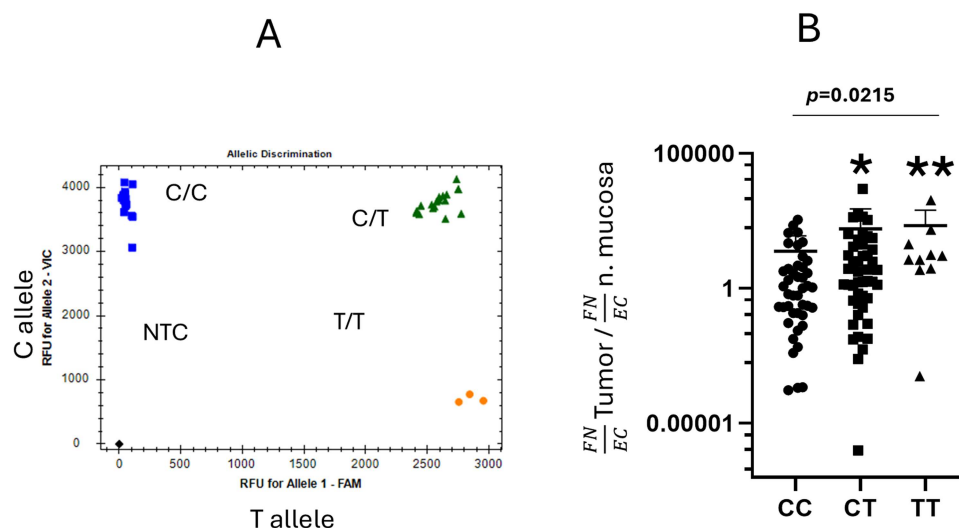 A
Allelic Discrimination
C allele
RFU for Allele 2 - VIC
4000
3000
2000
1000
0
C/C
C/T
NTC
T/T
0
500
1000
1500
2000
2500
3000
RFU for Allele 1 - FAM
T allele
B
p=0.0215
FN/EC Tumor / FN/EC n. mucosa
100000
1
0.00001
*
**
CC
CT
TT